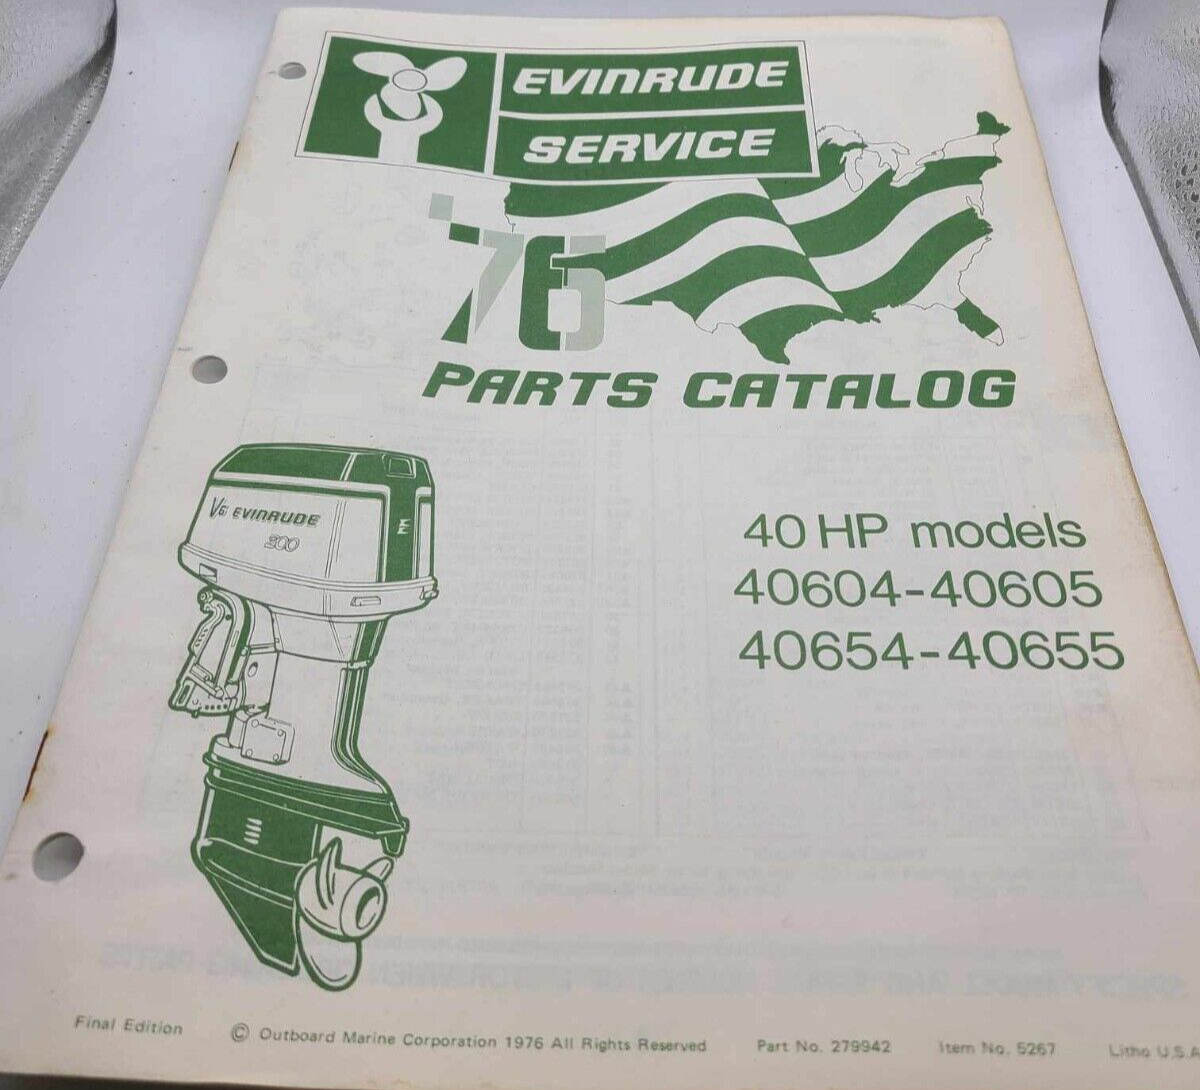 EVINRUDE
SERVICE
'76
PARTS CATALOG
V6 EVINRUDE
200
E
40 HP models
40604-40605
40654-40655
Final Edition
© Outboard Marine Corporation 1976 All Rights Reserved
Part No. 279942
Item No. 5267
Litho U.S.A